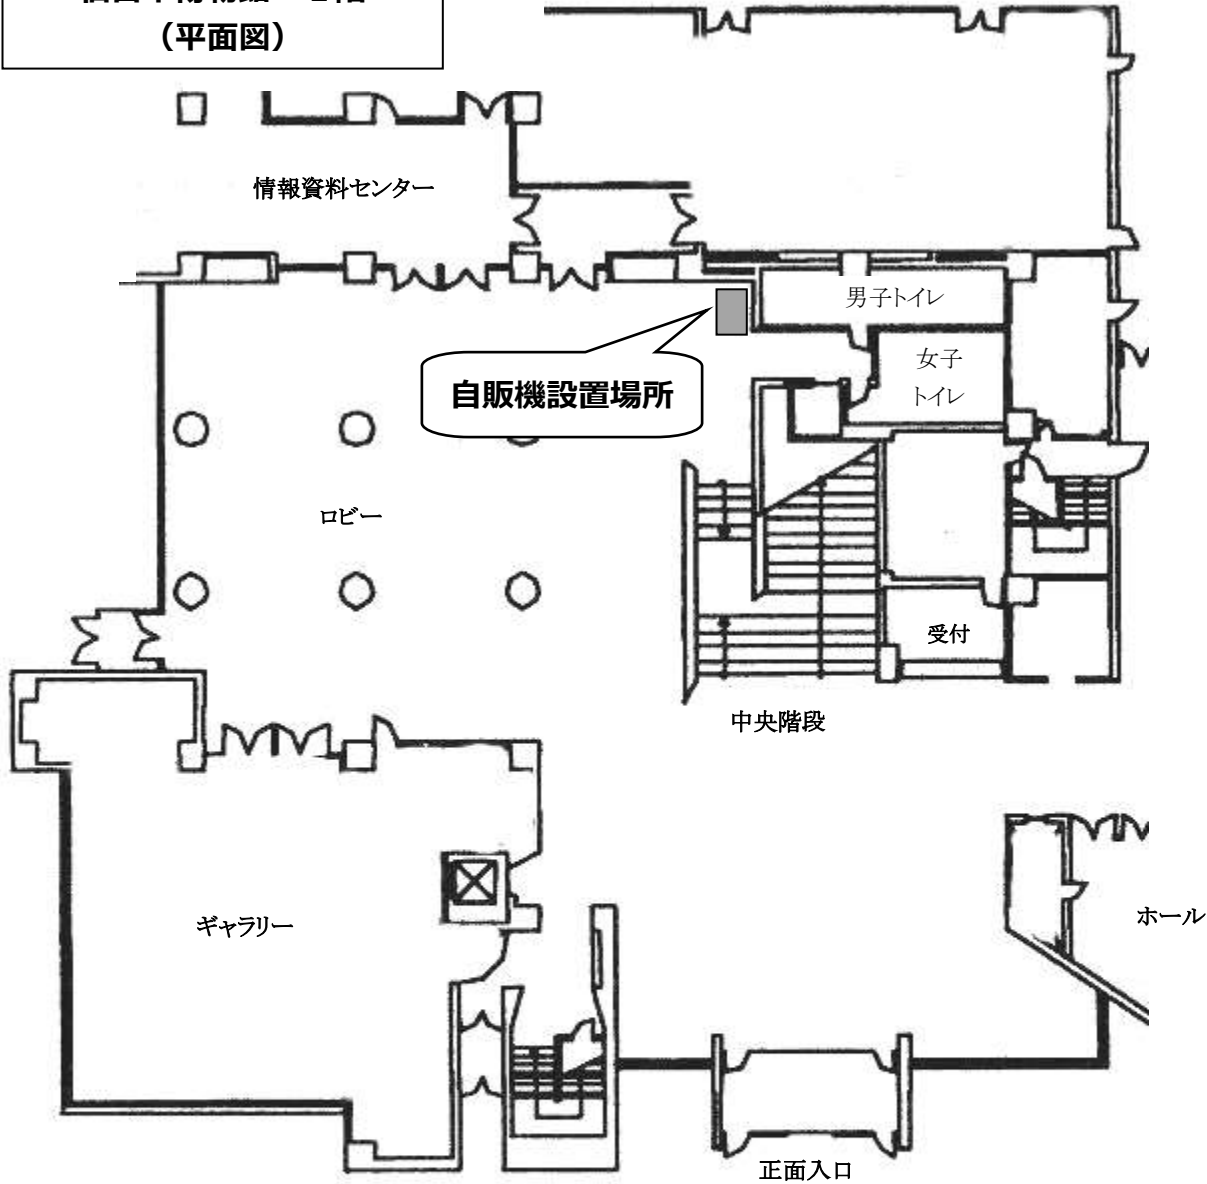 （平面図）
情報資料センター
男子トイレ
女子
トイレ
自販機設置場所
ロビー
受付
中央階段
ギャラリー
ホール
正面入口